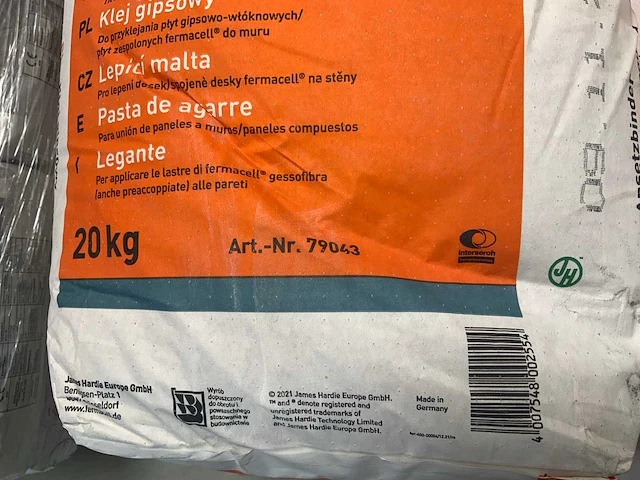 PL Klej gipsowy
Do przyklejania płyt gipsowo-włóknowych/
płyt zespolonych fermacell® do muru
CZ malta
Pro lepení desky fermacell® na stěny
E Pasta de agarre
Para unión de paneles a muros/paneles compuestos
I Legante
Per applicare le lastre di fermacell® gessofibra
(anche preaccoppiate) alle pareti
20 kg
Art.-Nr. 79043
interseroh
JH
James Hardie Europe GmbH
Bennigsen-Platz 1
Düsseldorf
www.fermacell.de
B
Wyrób
dopuszczony
do obrotu i
powszechnego
stosowania w
budownictwie
© 2021 James Hardie Europe GmbH.
™ and ® denote registered and
unregistered trademarks of
James Hardie Technology Limited
and James Hardie Europe GmbH.
Made in
Germany
4 007548 002554